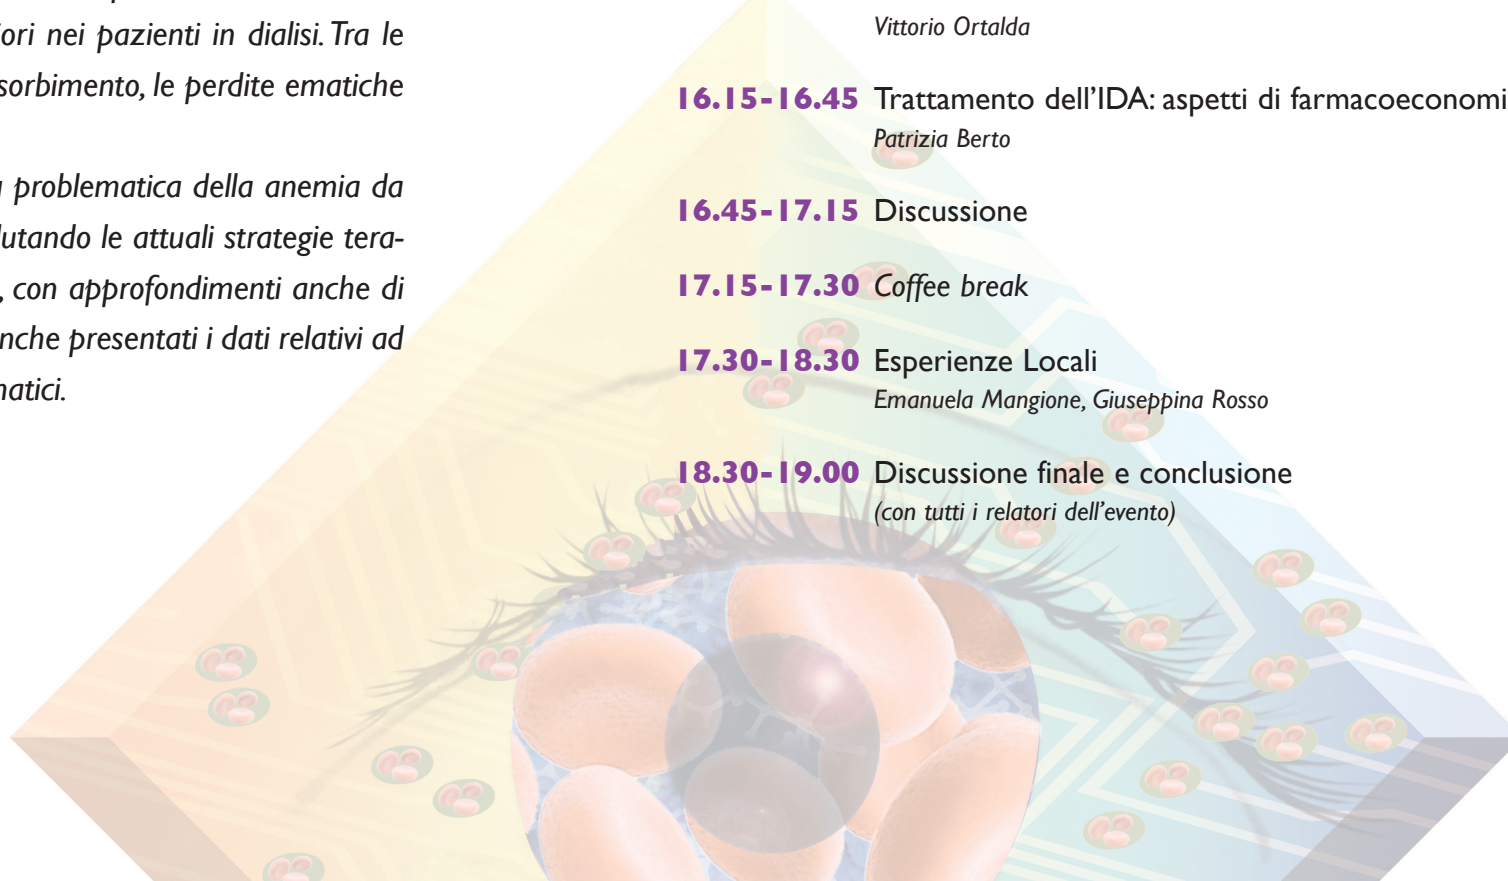 ori nei pazienti in dialisi. Tra le
sorbimento, le perdite ematiche
problematica della anemia da
lutando le attuali strategie tera-
, con approfondimenti anche di
nche presentati i dati relativi ad
matici.
Vittorio Ortalda
16.15-16.45 Trattamento dell'IDA: aspetti di farmacoeconomi
Patrizia Berto
16.45-17.15 Discussione
17.15-17.30 Coffee break
17.30-18.30 Esperienze Locali
Emanuela Mangione, Giuseppina Rosso
18.30-19.00 Discussione finale e conclusione
(con tutti i relatori dell'evento)